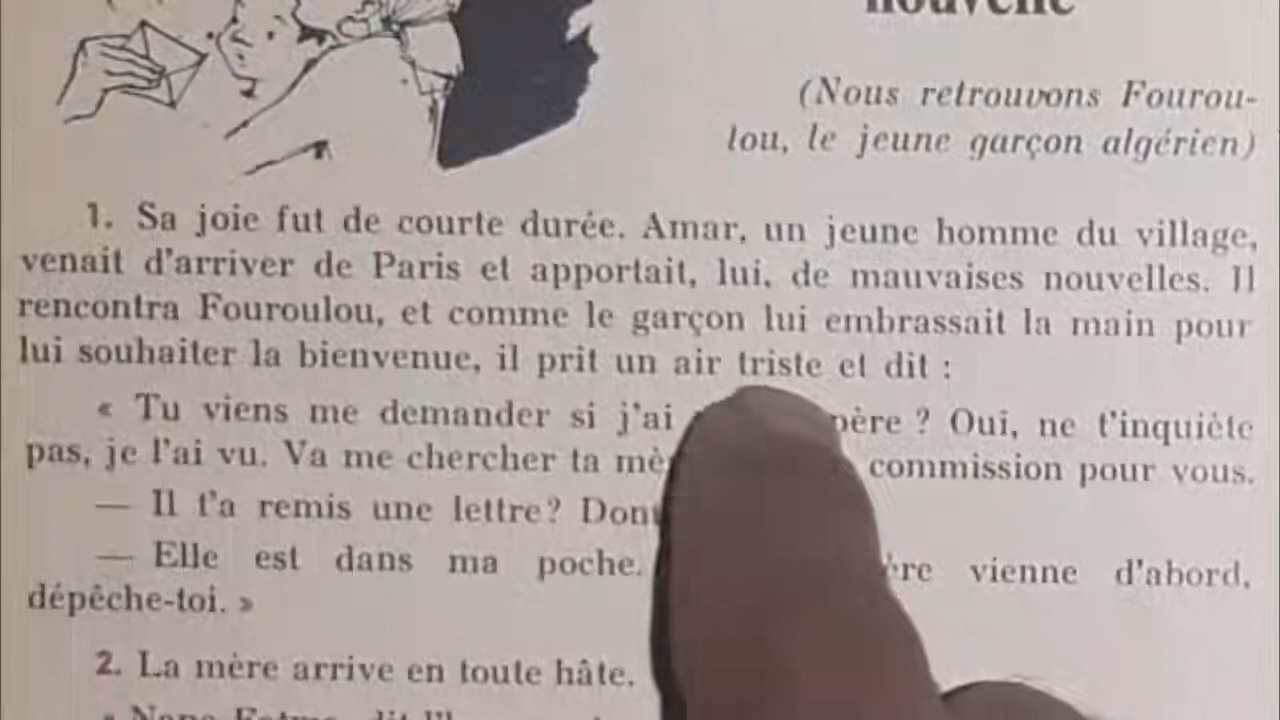 nouvelle
(Nous retrouvons Fourou-
lou, le jeune garçon algérien)
1. Sa joie fut de courte durée. Amar, un jeune homme du village,
venait d'arriver de Paris et apportait, lui, de mauvaises nouvelles. Il
rencontra Fouroulou, et comme le garçon lui embrassait la main pour
lui souhaiter la bienvenue, il prit un air triste et dit :
« Tu viens me demander si j'ai père ? Oui, ne t'inquiète
pas, je l'ai vu. Va me chercher ta commission pour vous.
— Il t'a remis une lettre? 
— Elle est dans ma poche. vienne d'abord,
dépêche-toi. »
2. La mère arrive en toute hâte.